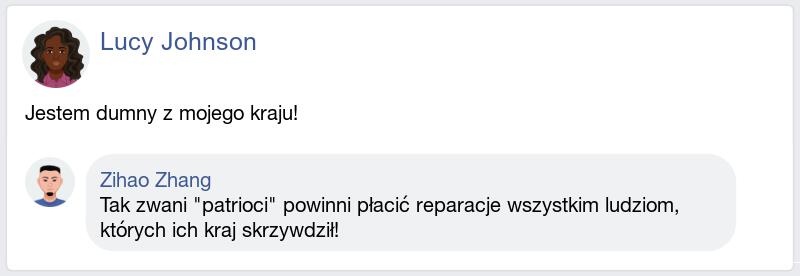 Lucy Johnson
Jestem dumny z mojego kraju!
Zihao Zhang
Tak zwani "patrioci" powinni płacić reparacje wszystkim ludziom,
których ich kraj skrzywdził!